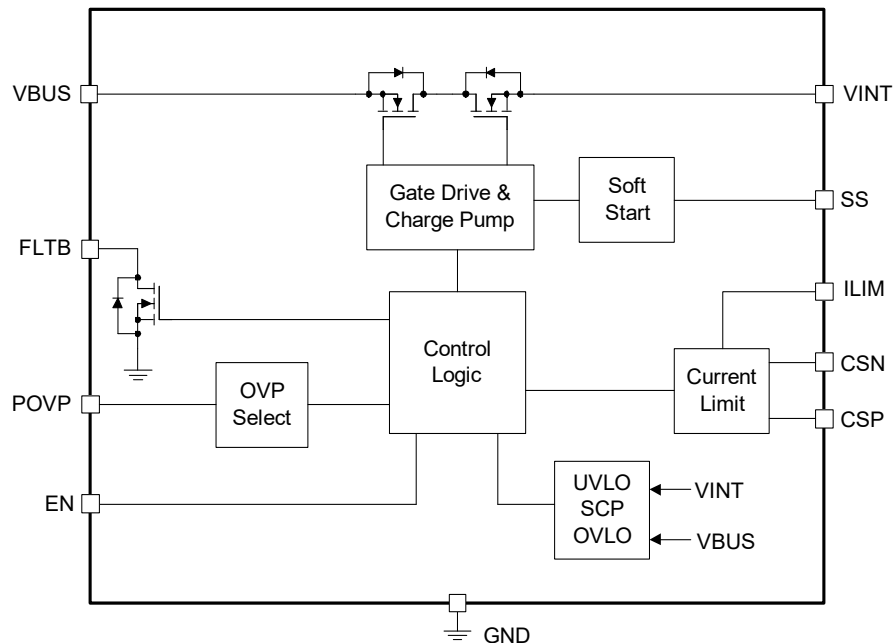 VBUS
VINT
Gate Drive &
Charge Pump
Soft
Start
SS
FLTB
ILIM
Control
Logic
CSN
Current
Limit
CSP
OVP
Select
POVP
EN
UVLO
SCP
OVLO
VINT
VBUS
GND